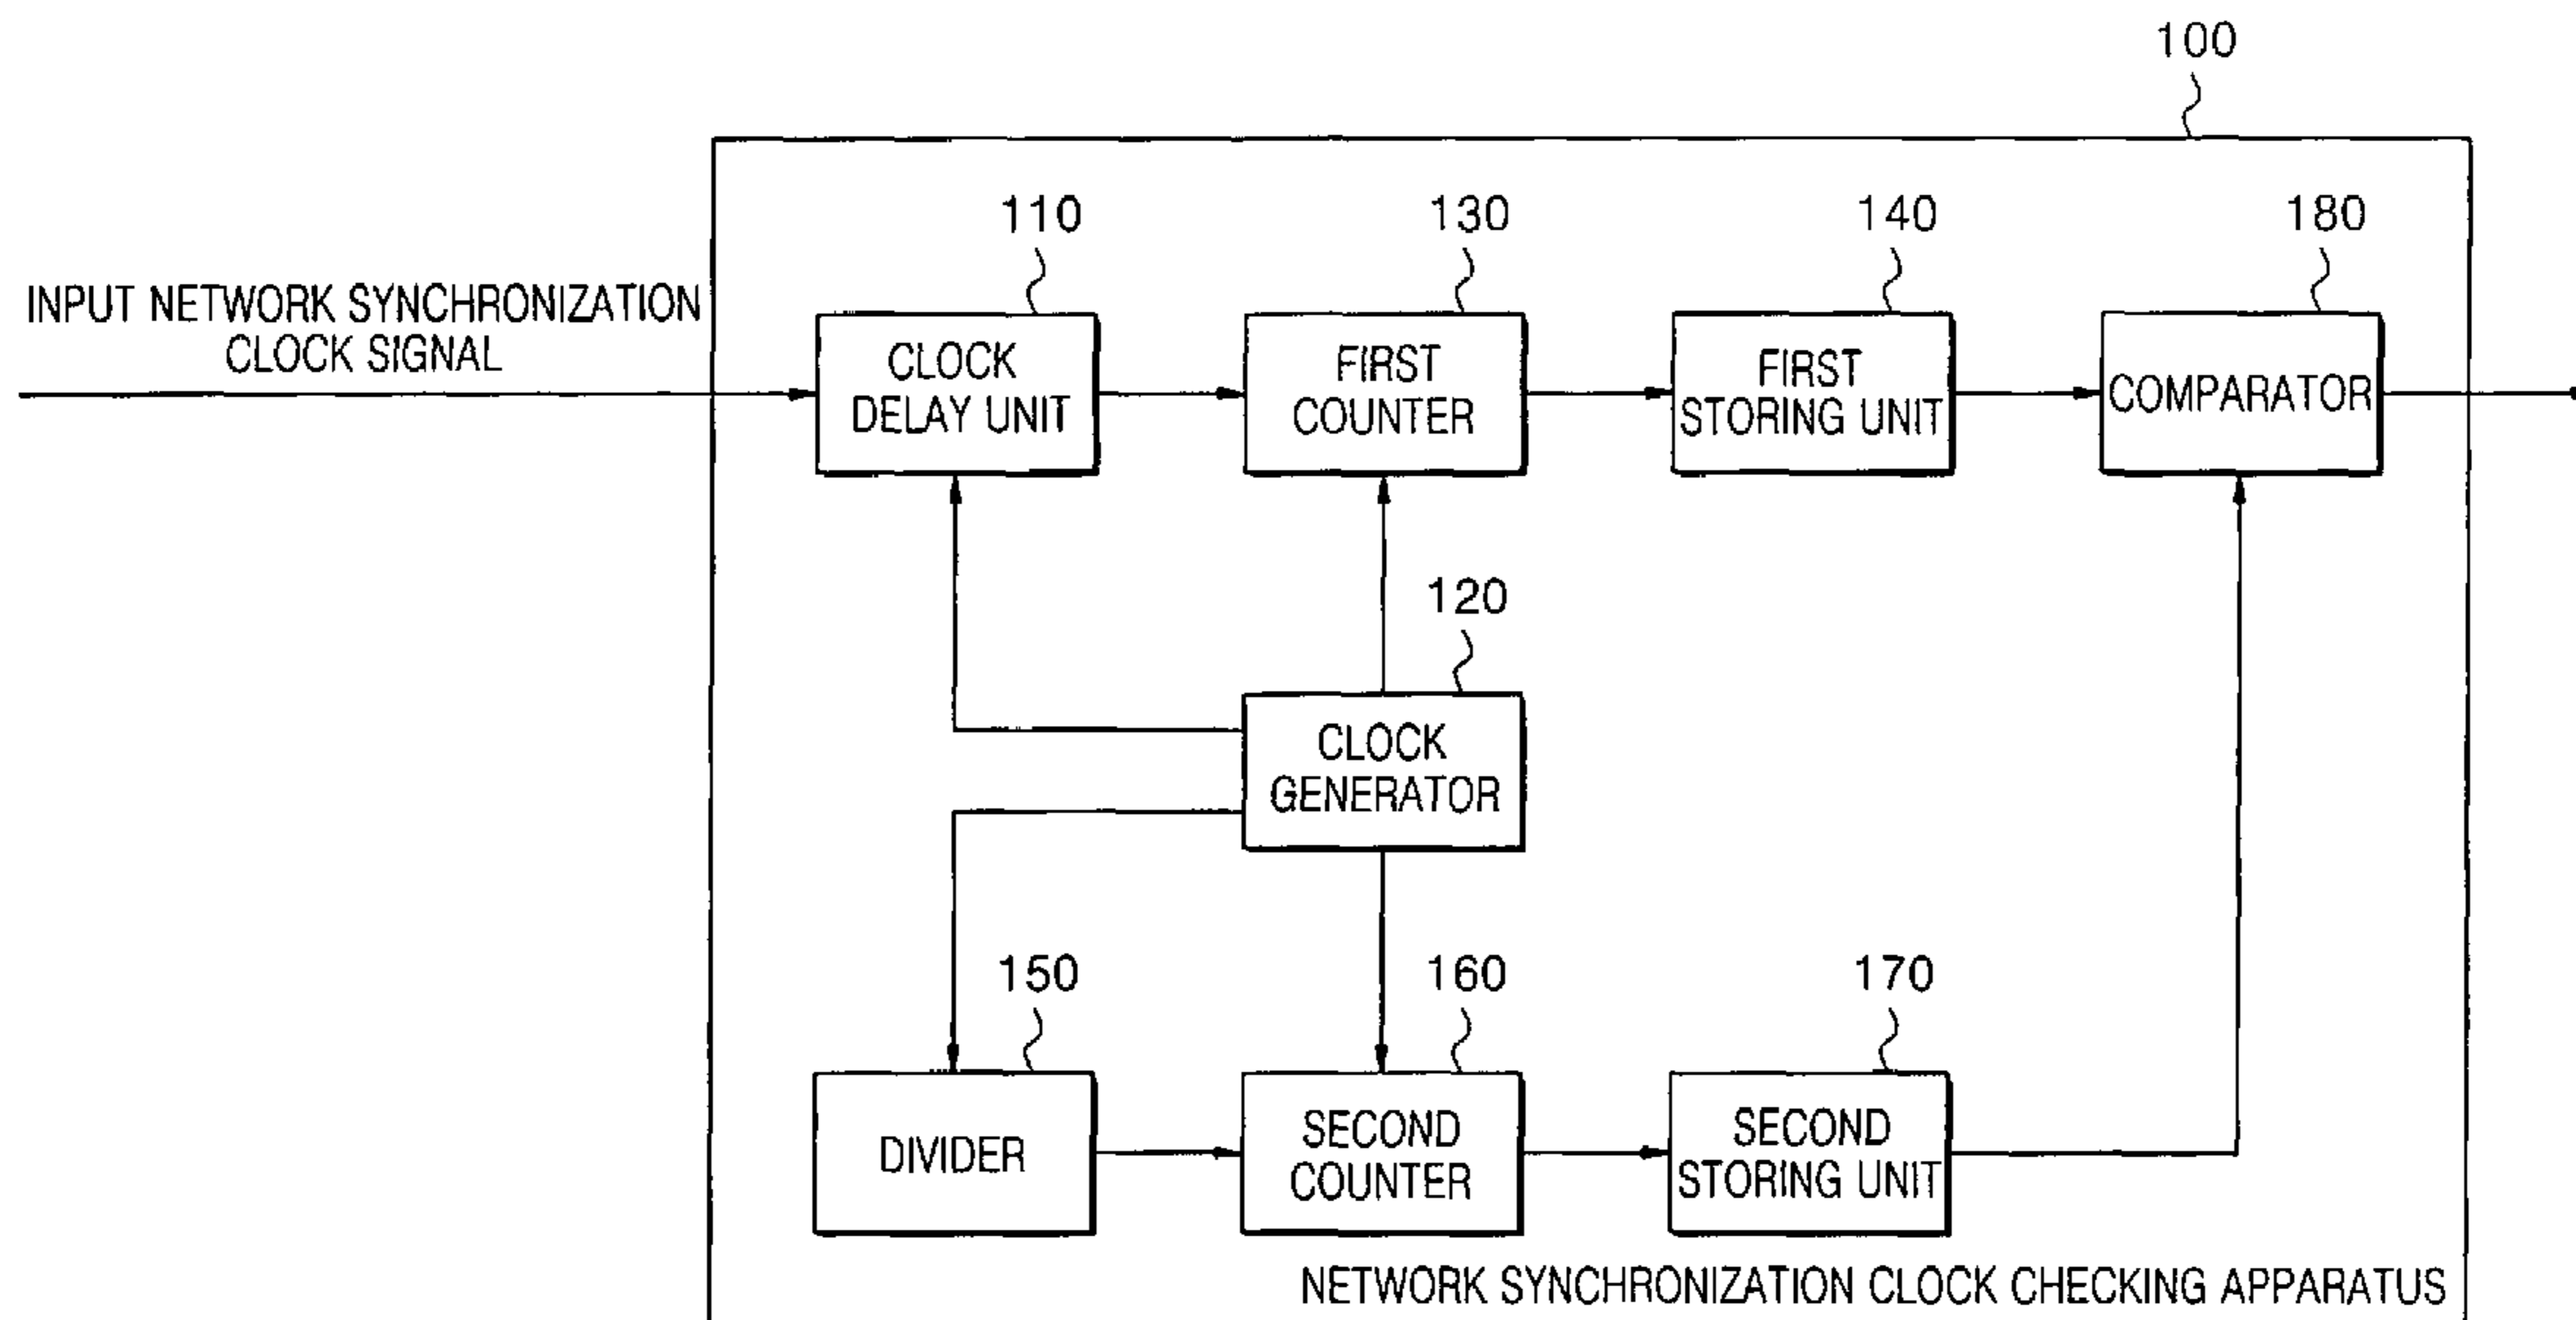 100
110
130
140
180
INPUT NETWORK SYNCHRONIZATION
CLOCK SIGNAL
CLOCK
DELAY UNIT
FIRST
COUNTER
FIRST
STORING UNIT
COMPARATOR
120
CLOCK
GENERATOR
150
160
170
DIVIDER
SECOND
COUNTER
SECOND
STORING UNIT
NETWORK SYNCHRONIZATION CLOCK CHECKING APPARATUS